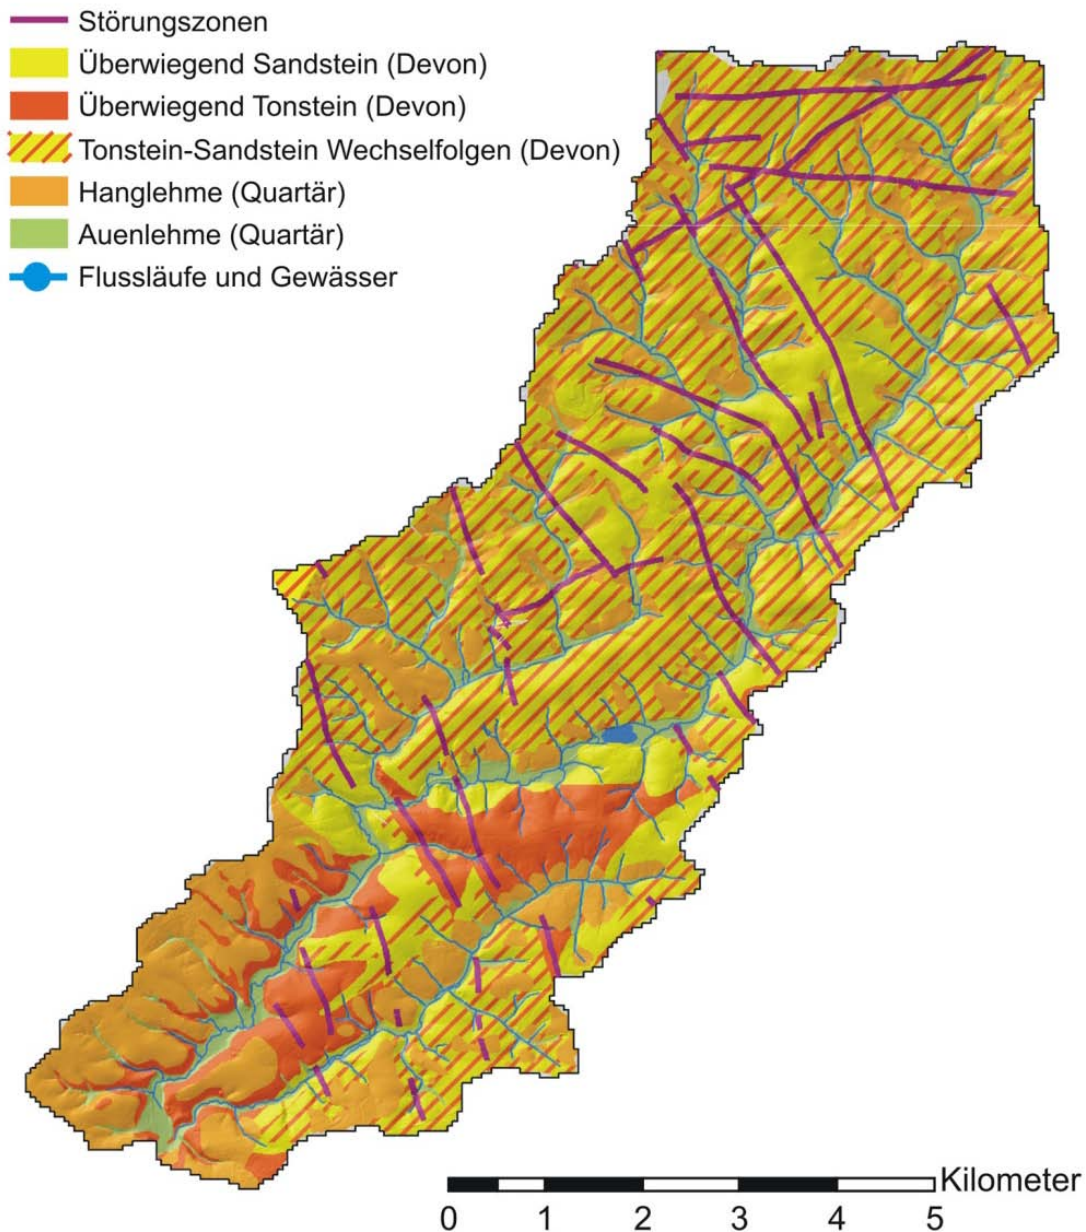 Störungszonen
Überwiegend Sandstein (Devon)
Überwiegend Tonstein (Devon)
Tonstein-Sandstein Wechselfolgen (Devon)
Hanglehme (Quartär)
Auenlehme (Quartär)
Flussläufe und Gewässer
Kilometer
0 1 2 3 4 5